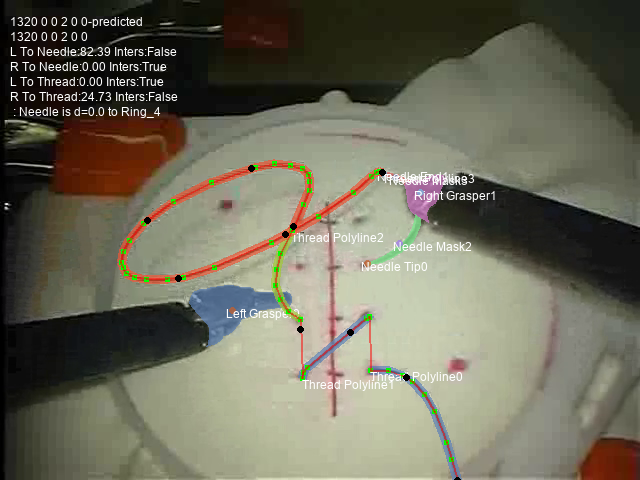 1320 0 0 2 0 0-predicted
1320 0 0 2 0 0
L To Needle:82.39 Inters:False
R To Needle:0.00 Inters:True
L To Thread:0.00 Inters:True
R To Thread:24.73 Inters:False
: Needle is d=0.0 to Ring_4
Right Grasper1
Thread Polyline2
Needle Mask2
Needle Tip0
Left Grasper
Thread Polyline0
Thread Polyline1